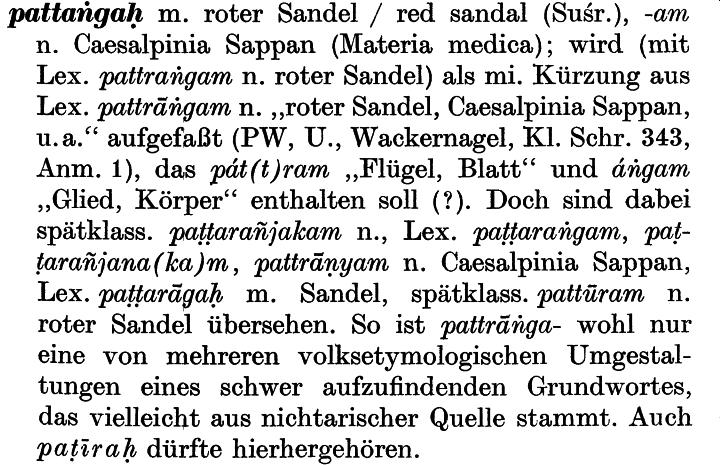 pattaṅgaḥ m. roter Sandel / red sandal (Suśr.), -am
n. Caesalpinia Sappan (Materia medica); wird (mit
Lex. pattraṅgam n. roter Sandel) als mi. Kürzung aus
Lex. pattrāṅgam n. „roter Sandel, Caesalpinia Sappan,
u.a.“ aufgefaßt (PW, U., Wackernagel, Kl. Schr. 343,
Anm. 1), das pát(t)ram „Flügel, Blatt“ und áṅgam
„Glied, Körper“ enthalten soll (?). Doch sind dabei
spätklass. paṭṭarañjakam n., Lex. paṭṭaraṅgam, paṭ-
ṭarañjana(ka)m, pattrāṇyam n. Caesalpinia Sappan,
Lex. paṭṭarāgaḥ m. Sandel, spätklass. pattūram n.
roter Sandel übersehen. So ist pattrāṅga- wohl nur
eine von mehreren volksetymologischen Umgestal-
tungen eines schwer aufzufindenden Grundwortes,
das vielleicht aus nichtarischer Quelle stammt. Auch
paṭīraḥ dürfte hierhergehören.